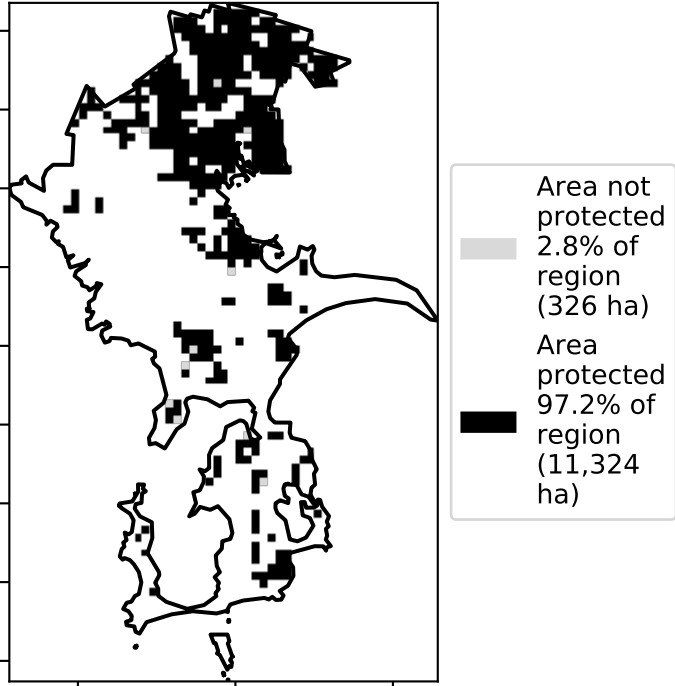 Area not
protected
2.8% of
region
(326 ha)
Area
protected
97.2% of
region
(11,324
ha)